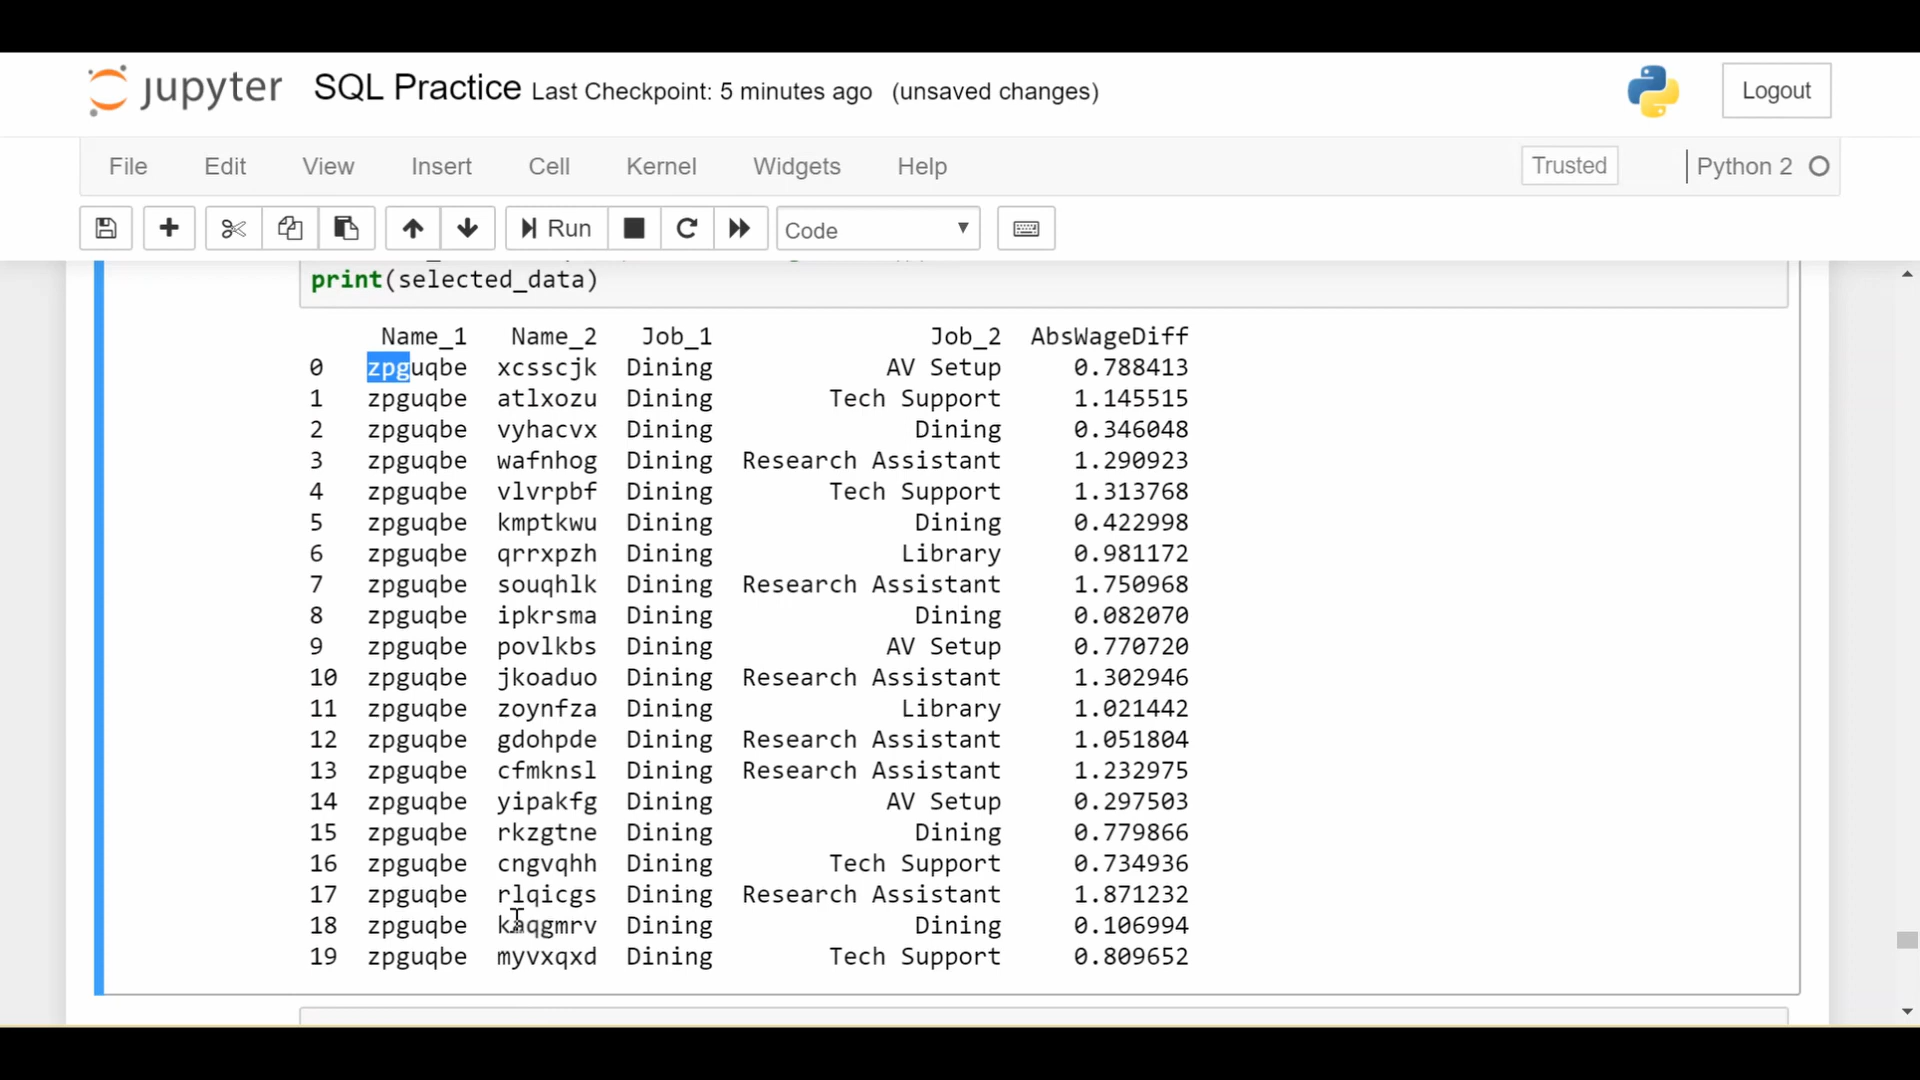 jupyter SQL Practice Last Checkpoint: 5 minutes ago (unsaved changes) Logout
File Edit View Insert Cell Kernel Widgets Help Trusted Python 2
Run Code
print(selected_data)
Name_1 Name_2 Job_1 Job_2 AbsWageDiff
0 zpguqbe xcsscjk Dining AV Setup 0.788413
1 zpguqbe atlxozu Dining Tech Support 1.145515
2 zpguqbe vyhacvx Dining Dining 0.346048
3 zpguqbe wafnhog Dining Research Assistant 1.290923
4 zpguqbe vlvrpbf Dining Tech Support 1.313768
5 zpguqbe kmptkwu Dining Dining 0.422998
6 zpguqbe qrrxpzh Dining Library 0.981172
7 zpguqbe souqhlk Dining Research Assistant 1.750968
8 zpguqbe ipkrsma Dining Dining 0.082070
9 zpguqbe povlkbs Dining AV Setup 0.770720
10 zpguqbe jkoaduo Dining Research Assistant 1.302946
11 zpguqbe zoynfza Dining Library 1.021442
12 zpguqbe gdohpde Dining Research Assistant 1.051804
13 zpguqbe cfmknsl Dining Research Assistant 1.232975
14 zpguqbe yipakfg Dining AV Setup 0.297503
15 zpguqbe rkzgtne Dining Dining 0.779866
16 zpguqbe cngvqhh Dining Tech Support 0.734936
17 zpguqbe rlqicgs Dining Research Assistant 1.871232
18 zpguqbe kaqgmrv Dining Dining 0.106994
19 zpguqbe myvxqxd Dining Tech Support 0.809652